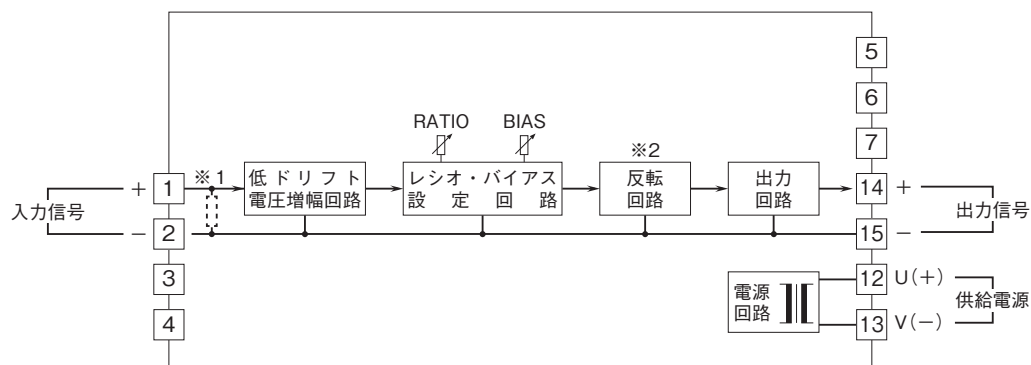 5
6
7
RATIO
BIAS
※1
※2
+
1
入力信号
−
2
3
4
低ドリフト
電圧増幅回路
レシオ・バイアス
設定回路
反転
回路
出力
回路
14
+
出力信号
15
−
電源
回路
12
U(+)
供給電源
13
V(−)